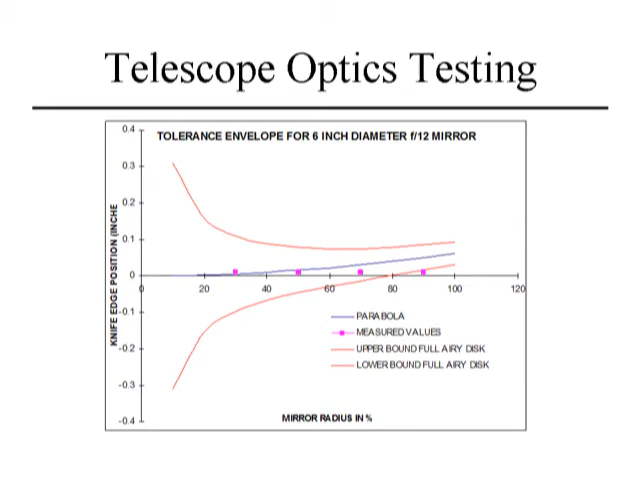 Telescope Optics Testing
TOLERANCE ENVELOPE FOR 6 INCH DIAMETER f/12 MIRROR
0.4
0.3
0.2
0.1
0
-0.1
-0.2
-0.3
-0.4
KNIFE EDGE POSITION (INCHE
0 20 40 60 80 100 120
PARABOLA
MEASURED VALUES
UPPER BOUND FULL AIRY DISK
LOWER BOUND FULL AIRY DISK
MIRROR RADIUS IN %